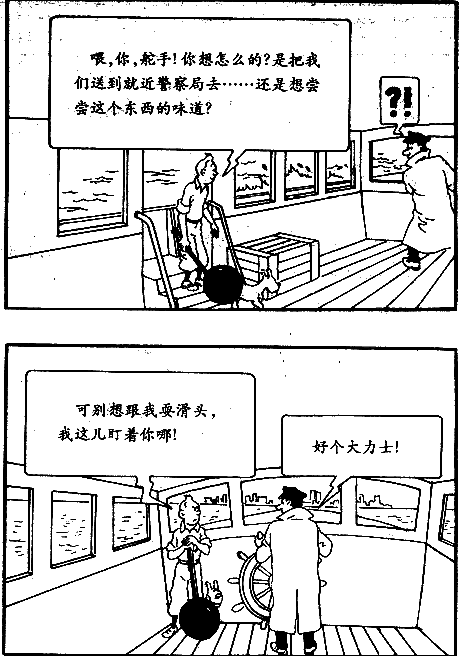 喂,你,舵手!你想怎么的?是把我
们送到就近警察局去……还是想尝
尝这个东西的味道?
?!
可别想跟我耍滑头,
我这儿盯着你哪!
好个大力士!